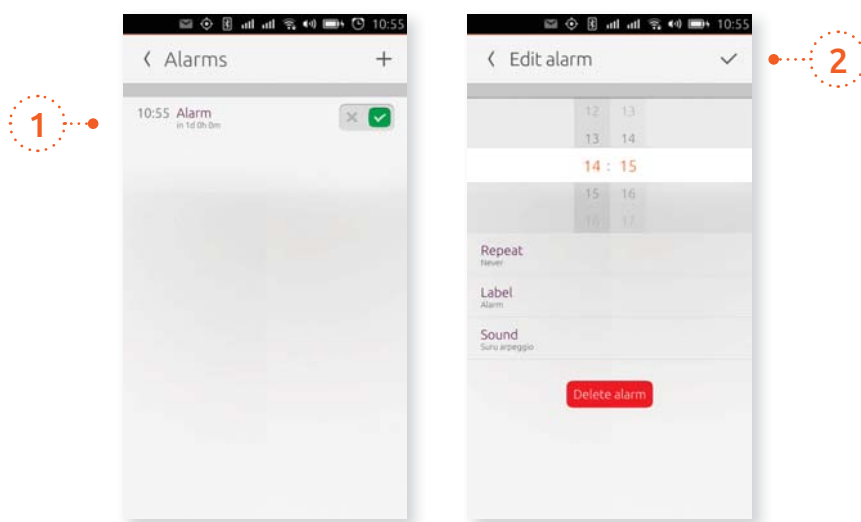 10:55
Alarms
10:55 Alarm
in 1d 0h 0m
1
10:55
Edit alarm
2
12 13
13 14
14 : 15
15 16
16 17
Repeat
Never
Label
Alarm
Sound
Suru arpeggio
Delete alarm